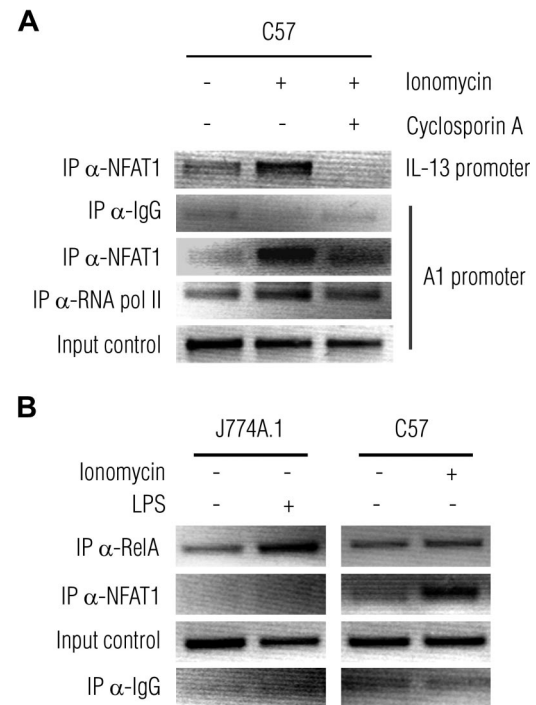 A
C57
- + + Ionomycin
- - + Cyclosporin A
IP α-NFAT1 IL-13 promoter
IP α-IgG
IP α-NFAT1
A1 promoter
IP α-RNA pol II
Input control
B
J774A.1 C57
Ionomycin - - - +
LPS - + - -
IP α-RelA
IP α-NFAT1
Input control
IP α-IgG